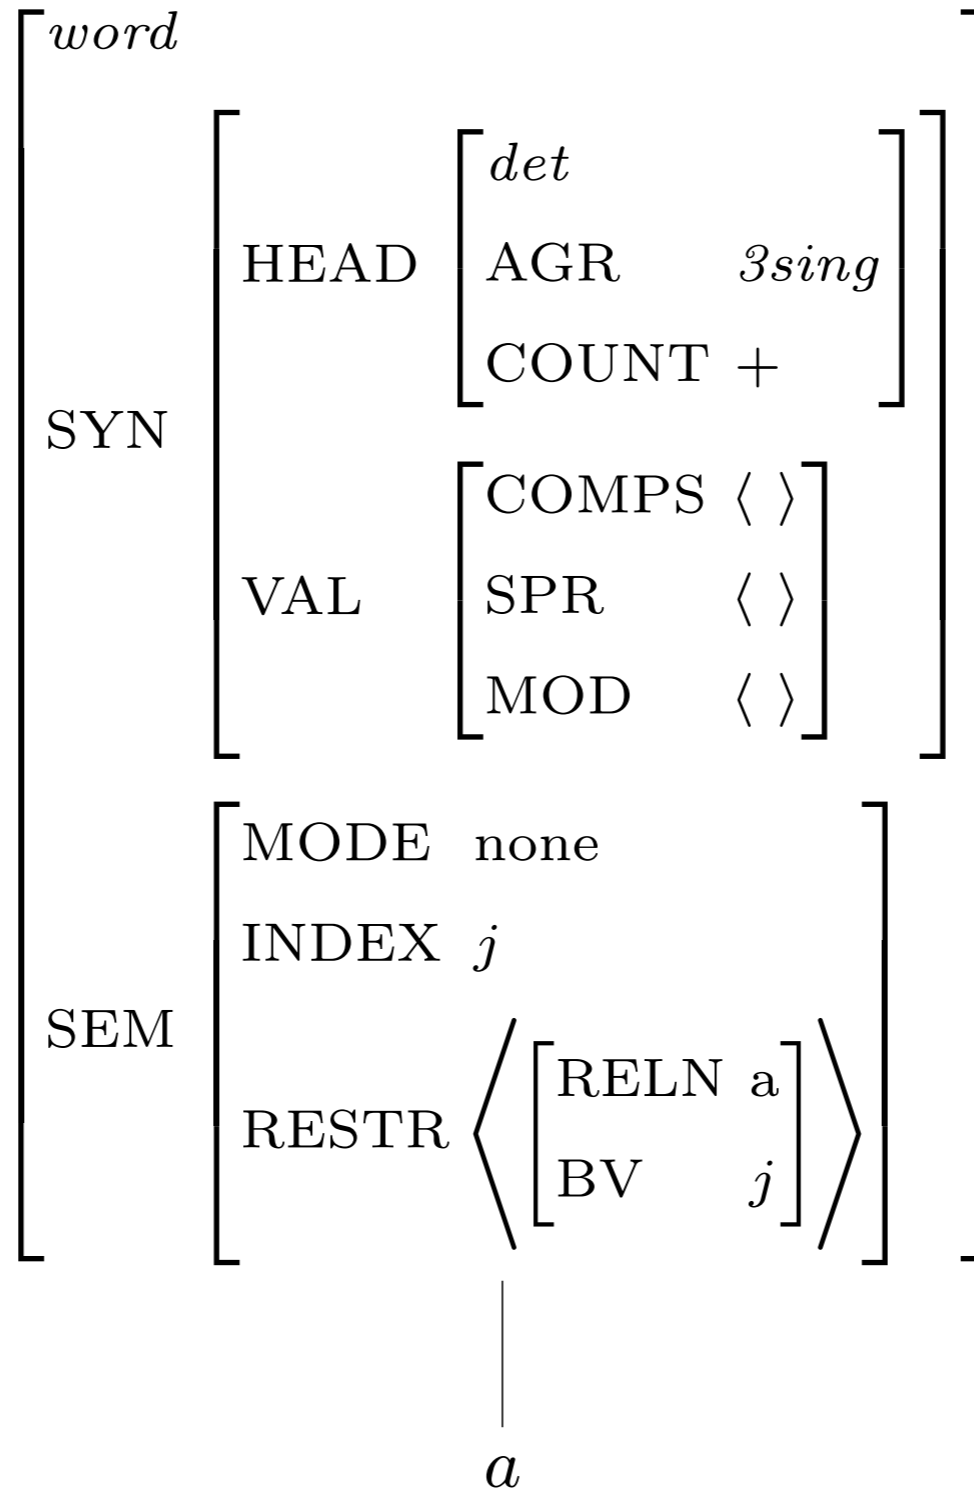 word
det
HEAD AGR 3sing
COUNT +
SYN
COMPS ⟨ ⟩
VAL SPR ⟨ ⟩
MOD ⟨ ⟩
MODE none
INDEX j
SEM
RELN a
RESTR
BV j
a